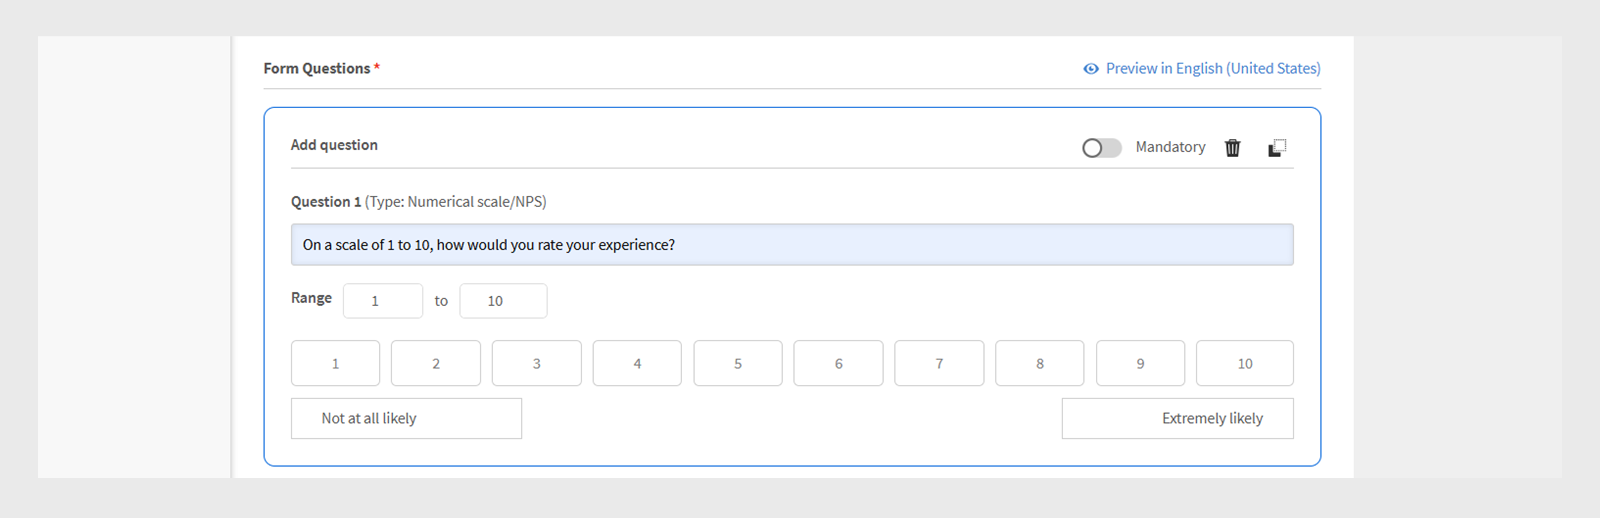 Form Questions *
Preview in English (United States)
Add question
Mandatory
Question 1 (Type: Numerical scale/NPS)
On a scale of 1 to 10, how would you rate your experience?
Range 1 to 10
1 2 3 4 5 6 7 8 9 10
Not at all likely
Extremely likely